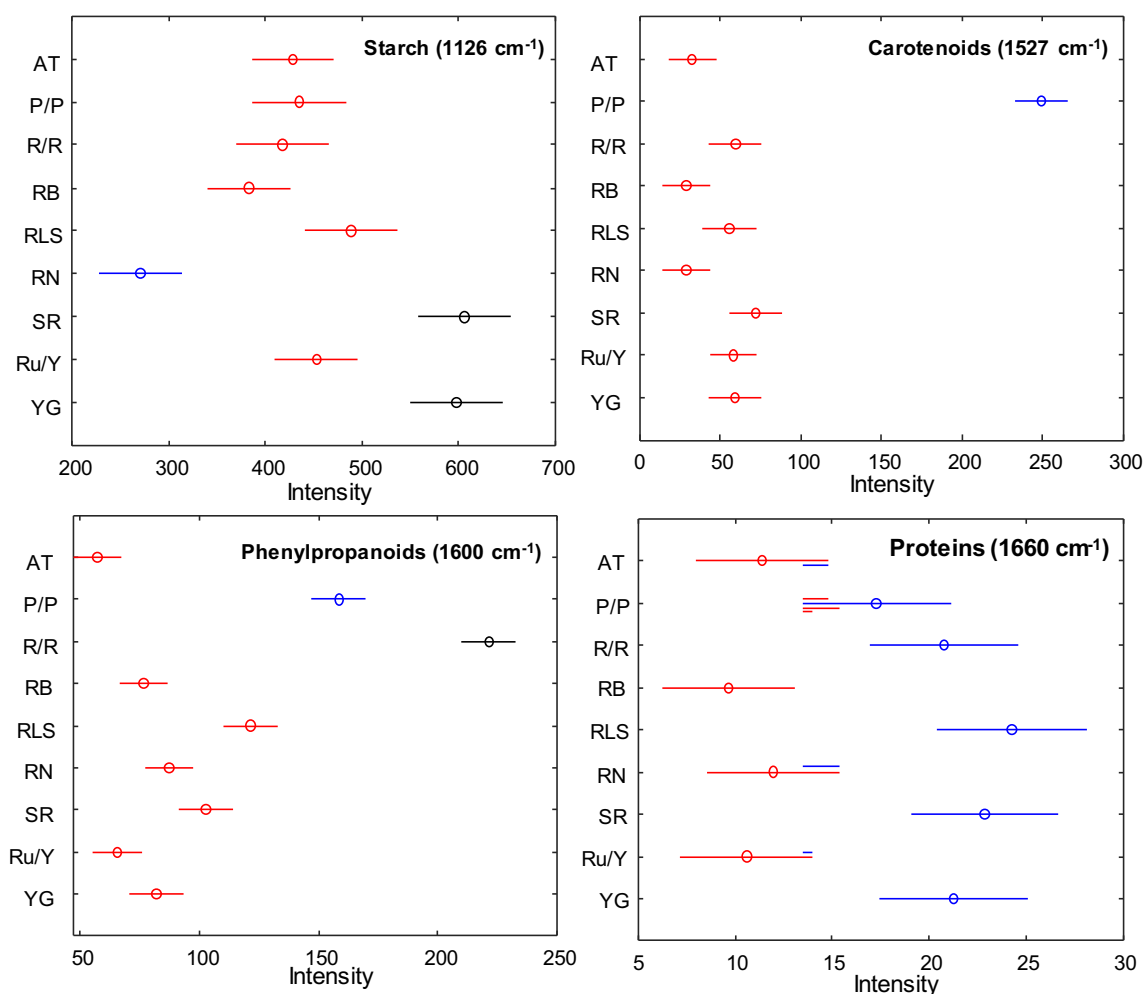 Starch (1126 cm-1)
AT
P/P
R/R
RB
RLS
RN
SR
Ru/Y
YG
200 300 400 500 600 700
Intensity
Carotenoids (1527 cm-1)
AT
P/P
R/R
RB
RLS
RN
SR
Ru/Y
YG
0 50 100 150 200 250 300
Intensity
Phenylpropanoids (1600 cm-1)
AT
P/P
R/R
RB
RLS
RN
SR
Ru/Y
YG
50 100 150 200 250
Intensity
Proteins (1660 cm-1)
AT
P/P
R/R
RB
RLS
RN
SR
Ru/Y
YG
5 10 15 20 25 30
Intensity